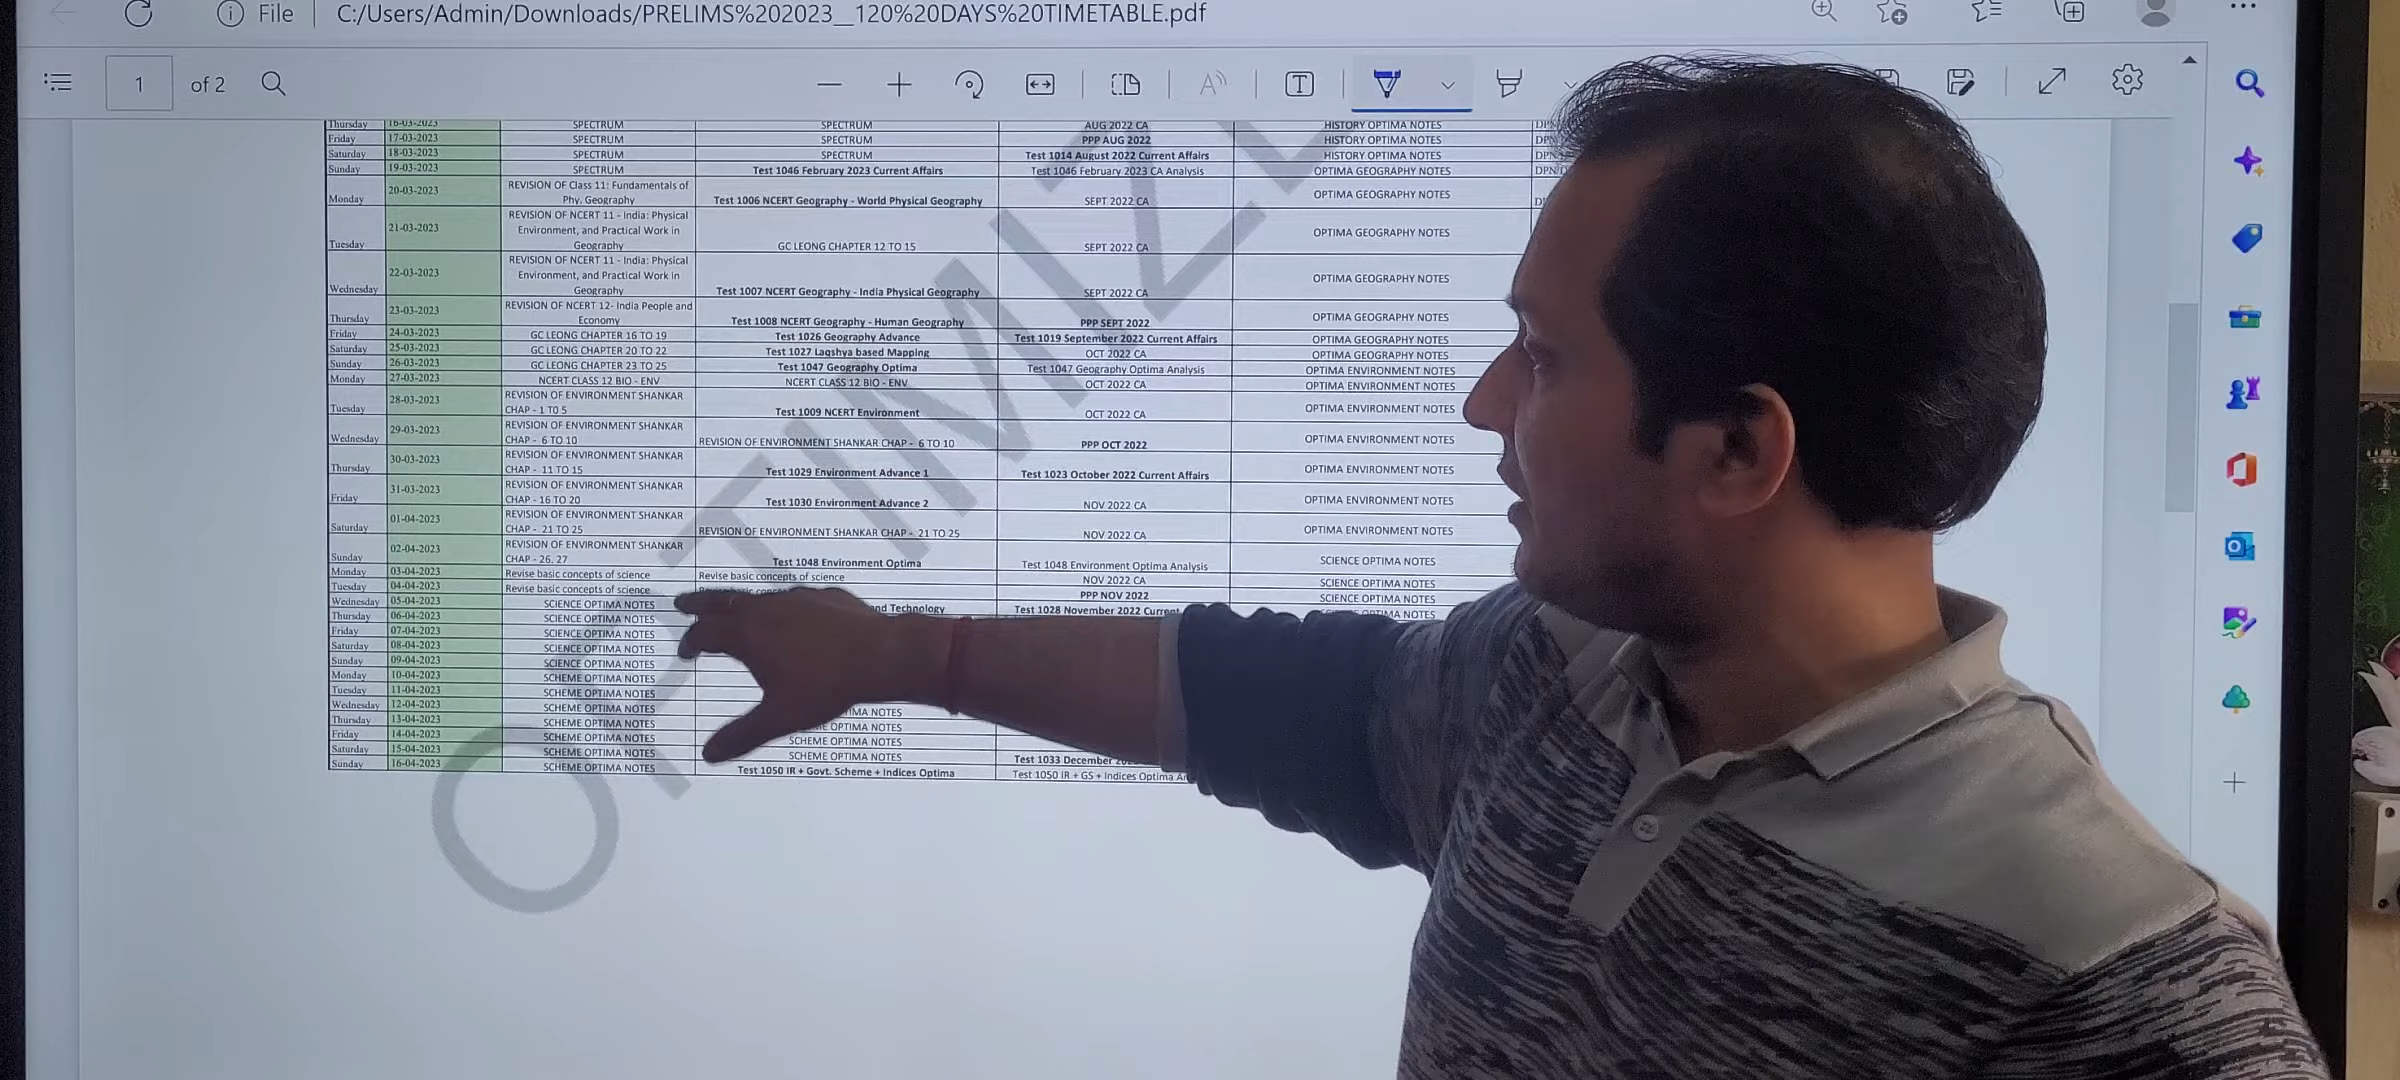 File | C:/Users/Admin/Downloads/PRELIMS%202023__120%20DAYS%20TIMETABLE.pdf
1 of 2
Thursday 16-03-2023 SPECTRUM SPECTRUM AUG 2022 CA HISTORY OPTIMA NOTES
Friday 17-03-2023 SPECTRUM SPECTRUM PPP AUG 2022 HISTORY OPTIMA NOTES
Saturday 18-03-2023 SPECTRUM SPECTRUM Test 1014 August 2022 Current Affairs HISTORY OPTIMA NOTES
Sunday 19-03-2023 SPECTRUM Test 1046 February 2023 Current Affairs Test 1046 February 2023 CA Analysis OPTIMA GEOGRAPHY NOTES
Monday 20-03-2023 REVISION OF Class 11: Fundamentals of
Phy. Geography Test 1006 NCERT Geography - World Physical Geography SEPT 2022 CA OPTIMA GEOGRAPHY NOTES
Tuesday 21-03-2023 REVISION OF NCERT 11 - India: Physical
Environment, and Practical Work in
Geography GC LEONG CHAPTER 12 TO 15 SEPT 2022 CA OPTIMA GEOGRAPHY NOTES
Wednesday 22-03-2023 REVISION OF NCERT 11 - India: Physical
Environment, and Practical Work in
Geography Test 1007 NCERT Geography - India Physical Geography SEPT 2022 CA OPTIMA GEOGRAPHY NOTES
Thursday 23-03-2023 REVISION OF NCERT 12- India People and
Economy Test 1008 NCERT Geography - Human Geography PPP SEPT 2022 OPTIMA GEOGRAPHY NOTES
Friday 24-03-2023 GC LEONG CHAPTER 16 TO 19 Test 1026 Geography Advance Test 1019 September 2022 Current Affairs OPTIMA GEOGRAPHY NOTES
Saturday 25-03-2023 GC LEONG CHAPTER 20 TO 22 Test 1027 Laqshya based Mapping OCT 2022 CA OPTIMA GEOGRAPHY NOTES
Sunday 26-03-2023 GC LEONG CHAPTER 23 TO 25 Test 1047 Geography Optima Test 1047 Geography Optima Analysis OPTIMA ENVIRONMENT NOTES
Monday 27-03-2023 NCERT CLASS 12 BIO - ENV NCERT CLASS 12 BIO - ENV OCT 2022 CA OPTIMA ENVIRONMENT NOTES
Tuesday 28-03-2023 REVISION OF ENVIRONMENT SHANKAR
CHAP - 1 TO 5 Test 1009 NCERT Environment OCT 2022 CA OPTIMA ENVIRONMENT NOTES
Wednesday 29-03-2023 REVISION OF ENVIRONMENT SHANKAR
CHAP - 6 TO 10 REVISION OF ENVIRONMENT SHANKAR CHAP - 6 TO 10 PPP OCT 2022 OPTIMA ENVIRONMENT NOTES
Thursday 30-03-2023 REVISION OF ENVIRONMENT SHANKAR
CHAP - 11 TO 15 Test 1029 Environment Advance 1 Test 1023 October 2022 Current Affairs OPTIMA ENVIRONMENT NOTES
Friday 31-03-2023 REVISION OF ENVIRONMENT SHANKAR
CHAP - 16 TO 20 Test 1030 Environment Advance 2 NOV 2022 CA OPTIMA ENVIRONMENT NOTES
Saturday 01-04-2023 REVISION OF ENVIRONMENT SHANKAR
CHAP - 21 TO 25 REVISION OF ENVIRONMENT SHANKAR CHAP - 21 TO 25 NOV 2022 CA OPTIMA ENVIRONMENT NOTES
Sunday 02-04-2023 REVISION OF ENVIRONMENT SHANKAR
CHAP - 26, 27 Test 1048 Environment Optima Test 1048 Environment Optima Analysis SCIENCE OPTIMA NOTES
Monday 03-04-2023 Revise basic concepts of science Revise basic concepts of science NOV 2022 CA SCIENCE OPTIMA NOTES
Tuesday 04-04-2023 Revise basic concepts of science PPP NOV 2022 SCIENCE OPTIMA NOTES
Wednesday 05-04-2023 SCIENCE OPTIMA NOTES and Technology Test 1028 November 2022 OPTIMA NOTES
Thursday 06-04-2023 SCIENCE OPTIMA NOTES
Friday 07-04-2023 SCIENCE OPTIMA NOTES
Saturday 08-04-2023 SCIENCE OPTIMA NOTES
Sunday 09-04-2023 SCIENCE OPTIMA NOTES
Monday 10-04-2023 SCHEME OPTIMA NOTES
Tuesday 11-04-2023 SCHEME OPTIMA NOTES
Wednesday 12-04-2023 SCHEME OPTIMA NOTES NOTES
Thursday 13-04-2023 SCHEME OPTIMA NOTES OPTIMA NOTES
Friday 14-04-2023 SCHEME OPTIMA NOTES SCHEME OPTIMA NOTES
Saturday 15-04-2023 SCHEME OPTIMA NOTES SCHEME OPTIMA NOTES Test 1033 December
Sunday 16-04-2023 SCHEME OPTIMA NOTES Test 1050 IR + Govt. Scheme + Indices Optima Test 1050 IR + GS + Indices Optima
OPTIMIZ